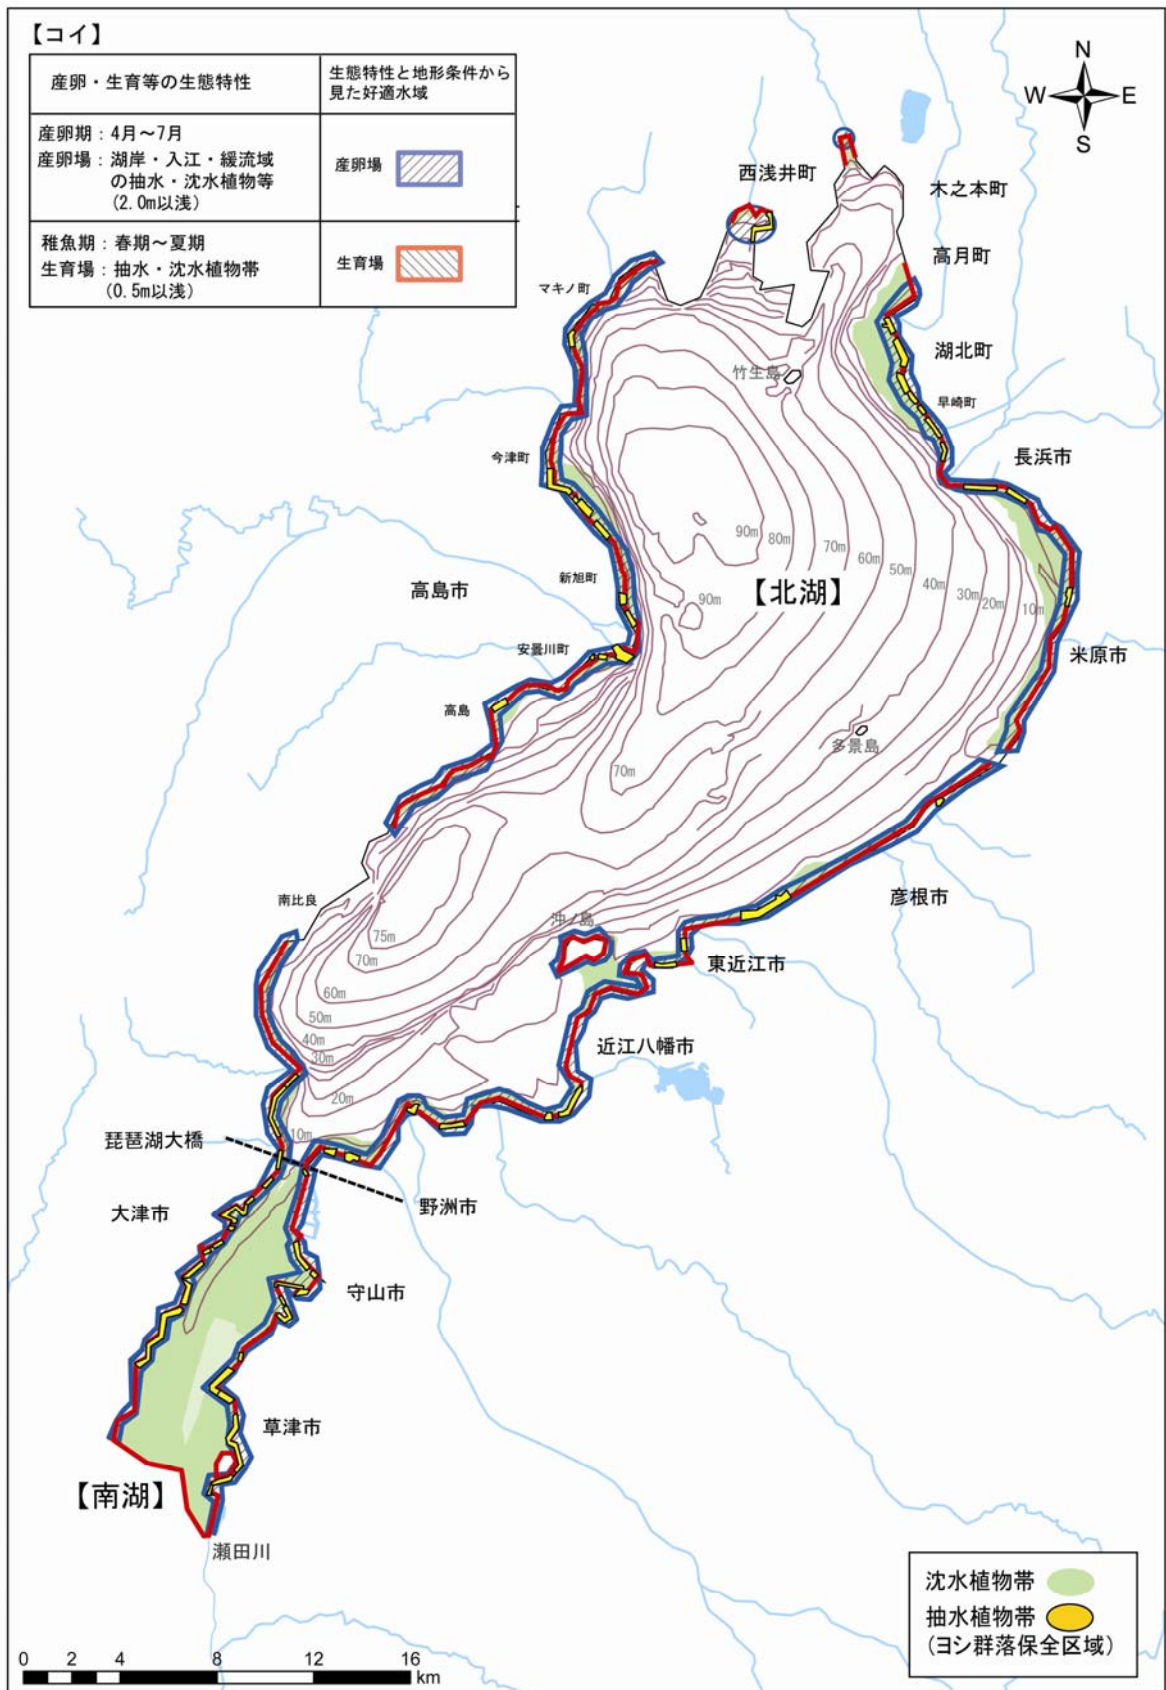 【コイ】
産卵・生育等の生態特性
生態特性と地形条件から
見た好適水域
産卵期：4月～7月
産卵場：湖岸・入江・緩流域
の抽水・沈水植物等
(2.0m以浅)
産卵場
稚魚期：春期～夏期
生育場：抽水・沈水植物帯
(0.5m以浅)
生育場
N
W
E
S
西浅井町
木之本町
高月町
マキノ町
湖北町
竹生島
早崎町
今津町
長浜市
90m
80m
70m
60m
50m
40m
30m
20m
10m
新旭町
高島市
【北湖】
90m
安曇川町
米原市
高島
多景島
70m
彦根市
南比良
沖ノ島
75m
70m
東近江市
60m
50m
40m
30m
近江八幡市
20m
10m
琵琶湖大橋
大津市
野洲市
守山市
草津市
【南湖】
瀬田川
沈水植物帯
抽水植物帯
(ヨシ群落保全区域)
0 2 4 8 12 16
km